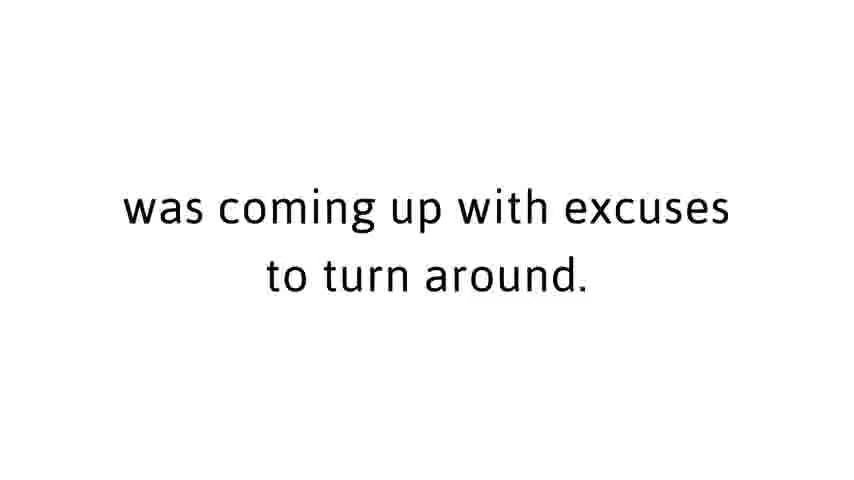 was coming up with excuses
to turn around.